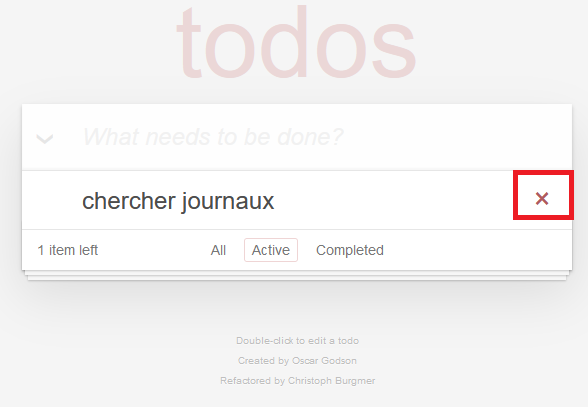 todos
What needs to be done?
chercher journaux
1 item left All Active Completed
Double-click to edit a todo
Created by Oscar Godson
Refactored by Christoph Burgmer